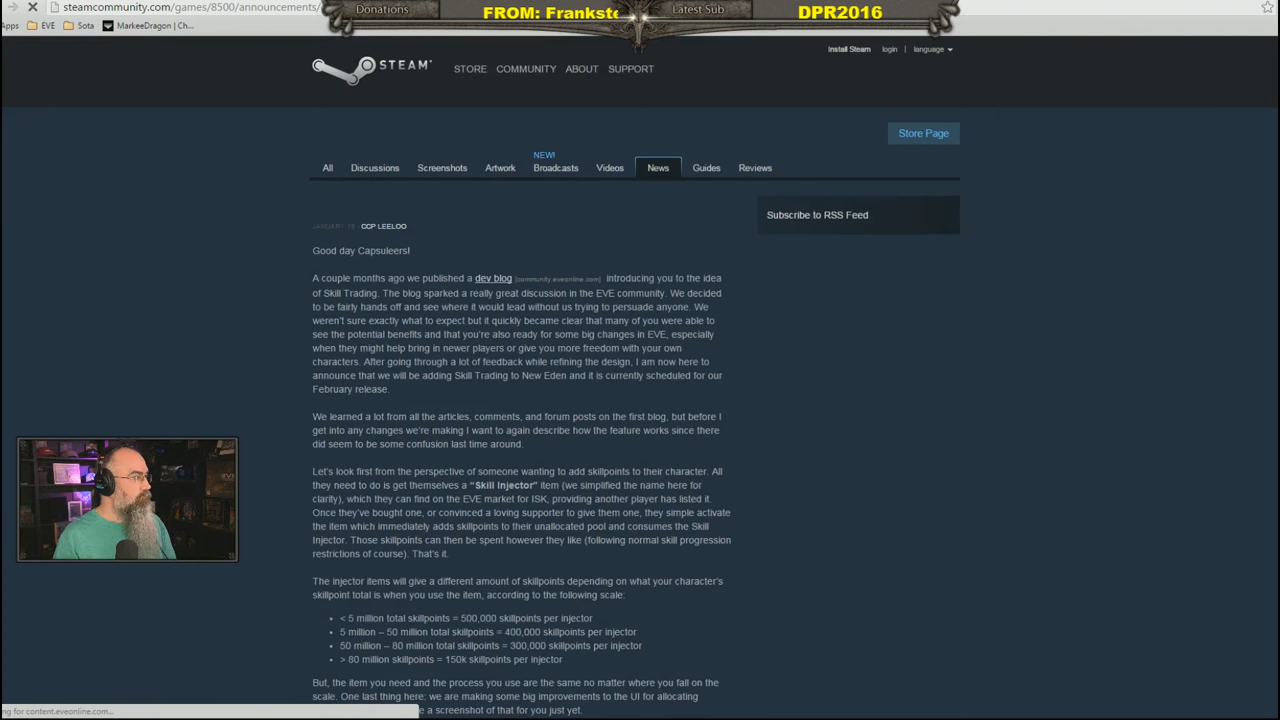 steamcommunity.com/games/8500/announcements/
Donations
FROM: Frankste
Latest Sub
DPR2016
Apps
EVE
Sota
MarkeeDragon | Ch...
Install Steam
login
language
STEAM
STORE
COMMUNITY
ABOUT
SUPPORT
Store Page
NEW!
All
Discussions
Screenshots
Artwork
Broadcasts
Videos
News
Guides
Reviews
Subscribe to RSS Feed
CCP LEELOO
Good day Capsuleers!
A couple months ago we published a dev blog [community.eveonline.com] introducing you to the idea
of Skill Trading. The blog sparked a really great discussion in the EVE community. We decided
to be fairly hands off and see where it would lead without us trying to persuade anyone. We
weren't sure exactly what to expect but it quickly became clear that many of you were able to
see the potential benefits and that you're also ready for some big changes in EVE, especially
when they might help bring in newer players or give you more freedom with your own
characters. After going through a lot of feedback while refining the design, I am now here to
announce that we will be adding Skill Trading to New Eden and it is currently scheduled for our
February release.
We learned a lot from all the articles, comments, and forum posts on the first blog, but before I
get into any changes we're making I want to again describe how the feature works since there
did seem to be some confusion last time around.
Let's look first from the perspective of someone wanting to add skillpoints to their character. All
they need to do is get themselves a "Skill Injector" item (we simplified the name here for
clarity), which they can find on the EVE market for ISK, providing another player has listed it.
Once they've bought one, or convinced a loving supporter to give them one, they simple activate
the item which immediately adds skillpoints to their unallocated pool and consumes the Skill
Injector. Those skillpoints can then be spent however they like (following normal skill progression
restrictions of course). That's it.
The injector items will give a different amount of skillpoints depending on what your character's
skillpoint total is when you use the item, according to the following scale:
• < 5 million total skillpoints = 500,000 skillpoints per injector
• 5 million – 50 million total skillpoints = 400,000 skillpoints per injector
• 50 million – 80 million total skillpoints = 300,000 skillpoints per injector
• > 80 million skillpoints = 150k skillpoints per injector
But, the item you need and the process you use are the same no matter where you fall on the
scale. One last thing here: we are making some big improvements to the UI for allocating
e a screenshot of that for you just yet.
ng for content.eveonline.com...